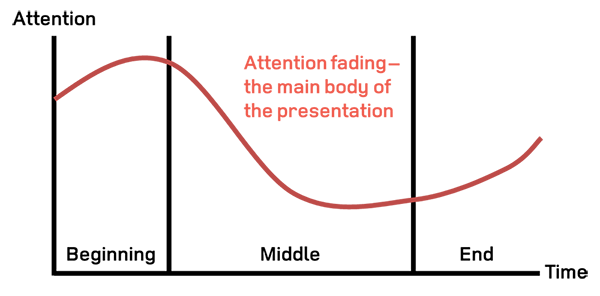 Attention
Attention fading–
the main body of
the presentation
Beginning
Middle
End
Time